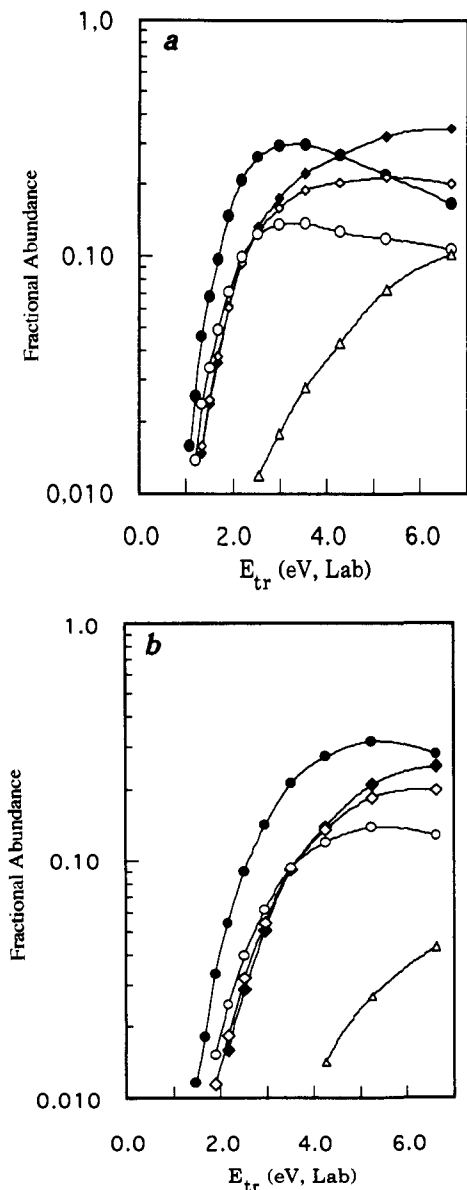 1,0
a
Fractional Abundance
0.10
0,010
0.0 2.0 4.0 6.0
E_tr (eV, Lab)
1.0
b
Fractional Abundance
0.10
0.010
0.0 2.0 4.0 6.0
E_tr (eV, Lab)